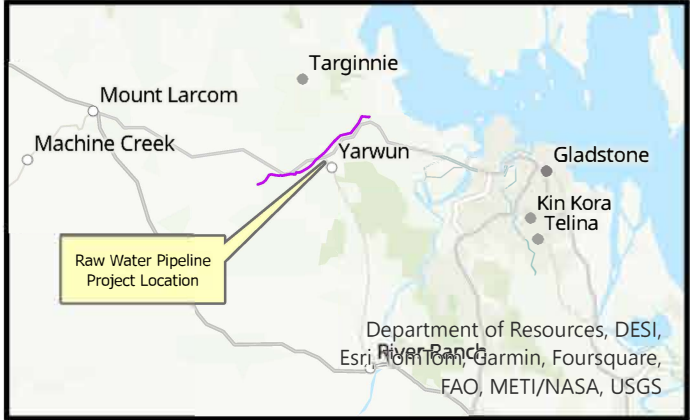 Targinnie
Mount Larcom
Machine Creek
Yarwun
Gladstone
Kin Kora
Telina
Raw Water Pipeline
Project Location
River Ranch
Department of Resources, DESI,
Esri, TomTom, Garmin, Foursquare,
FAO, METI/NASA, USGS